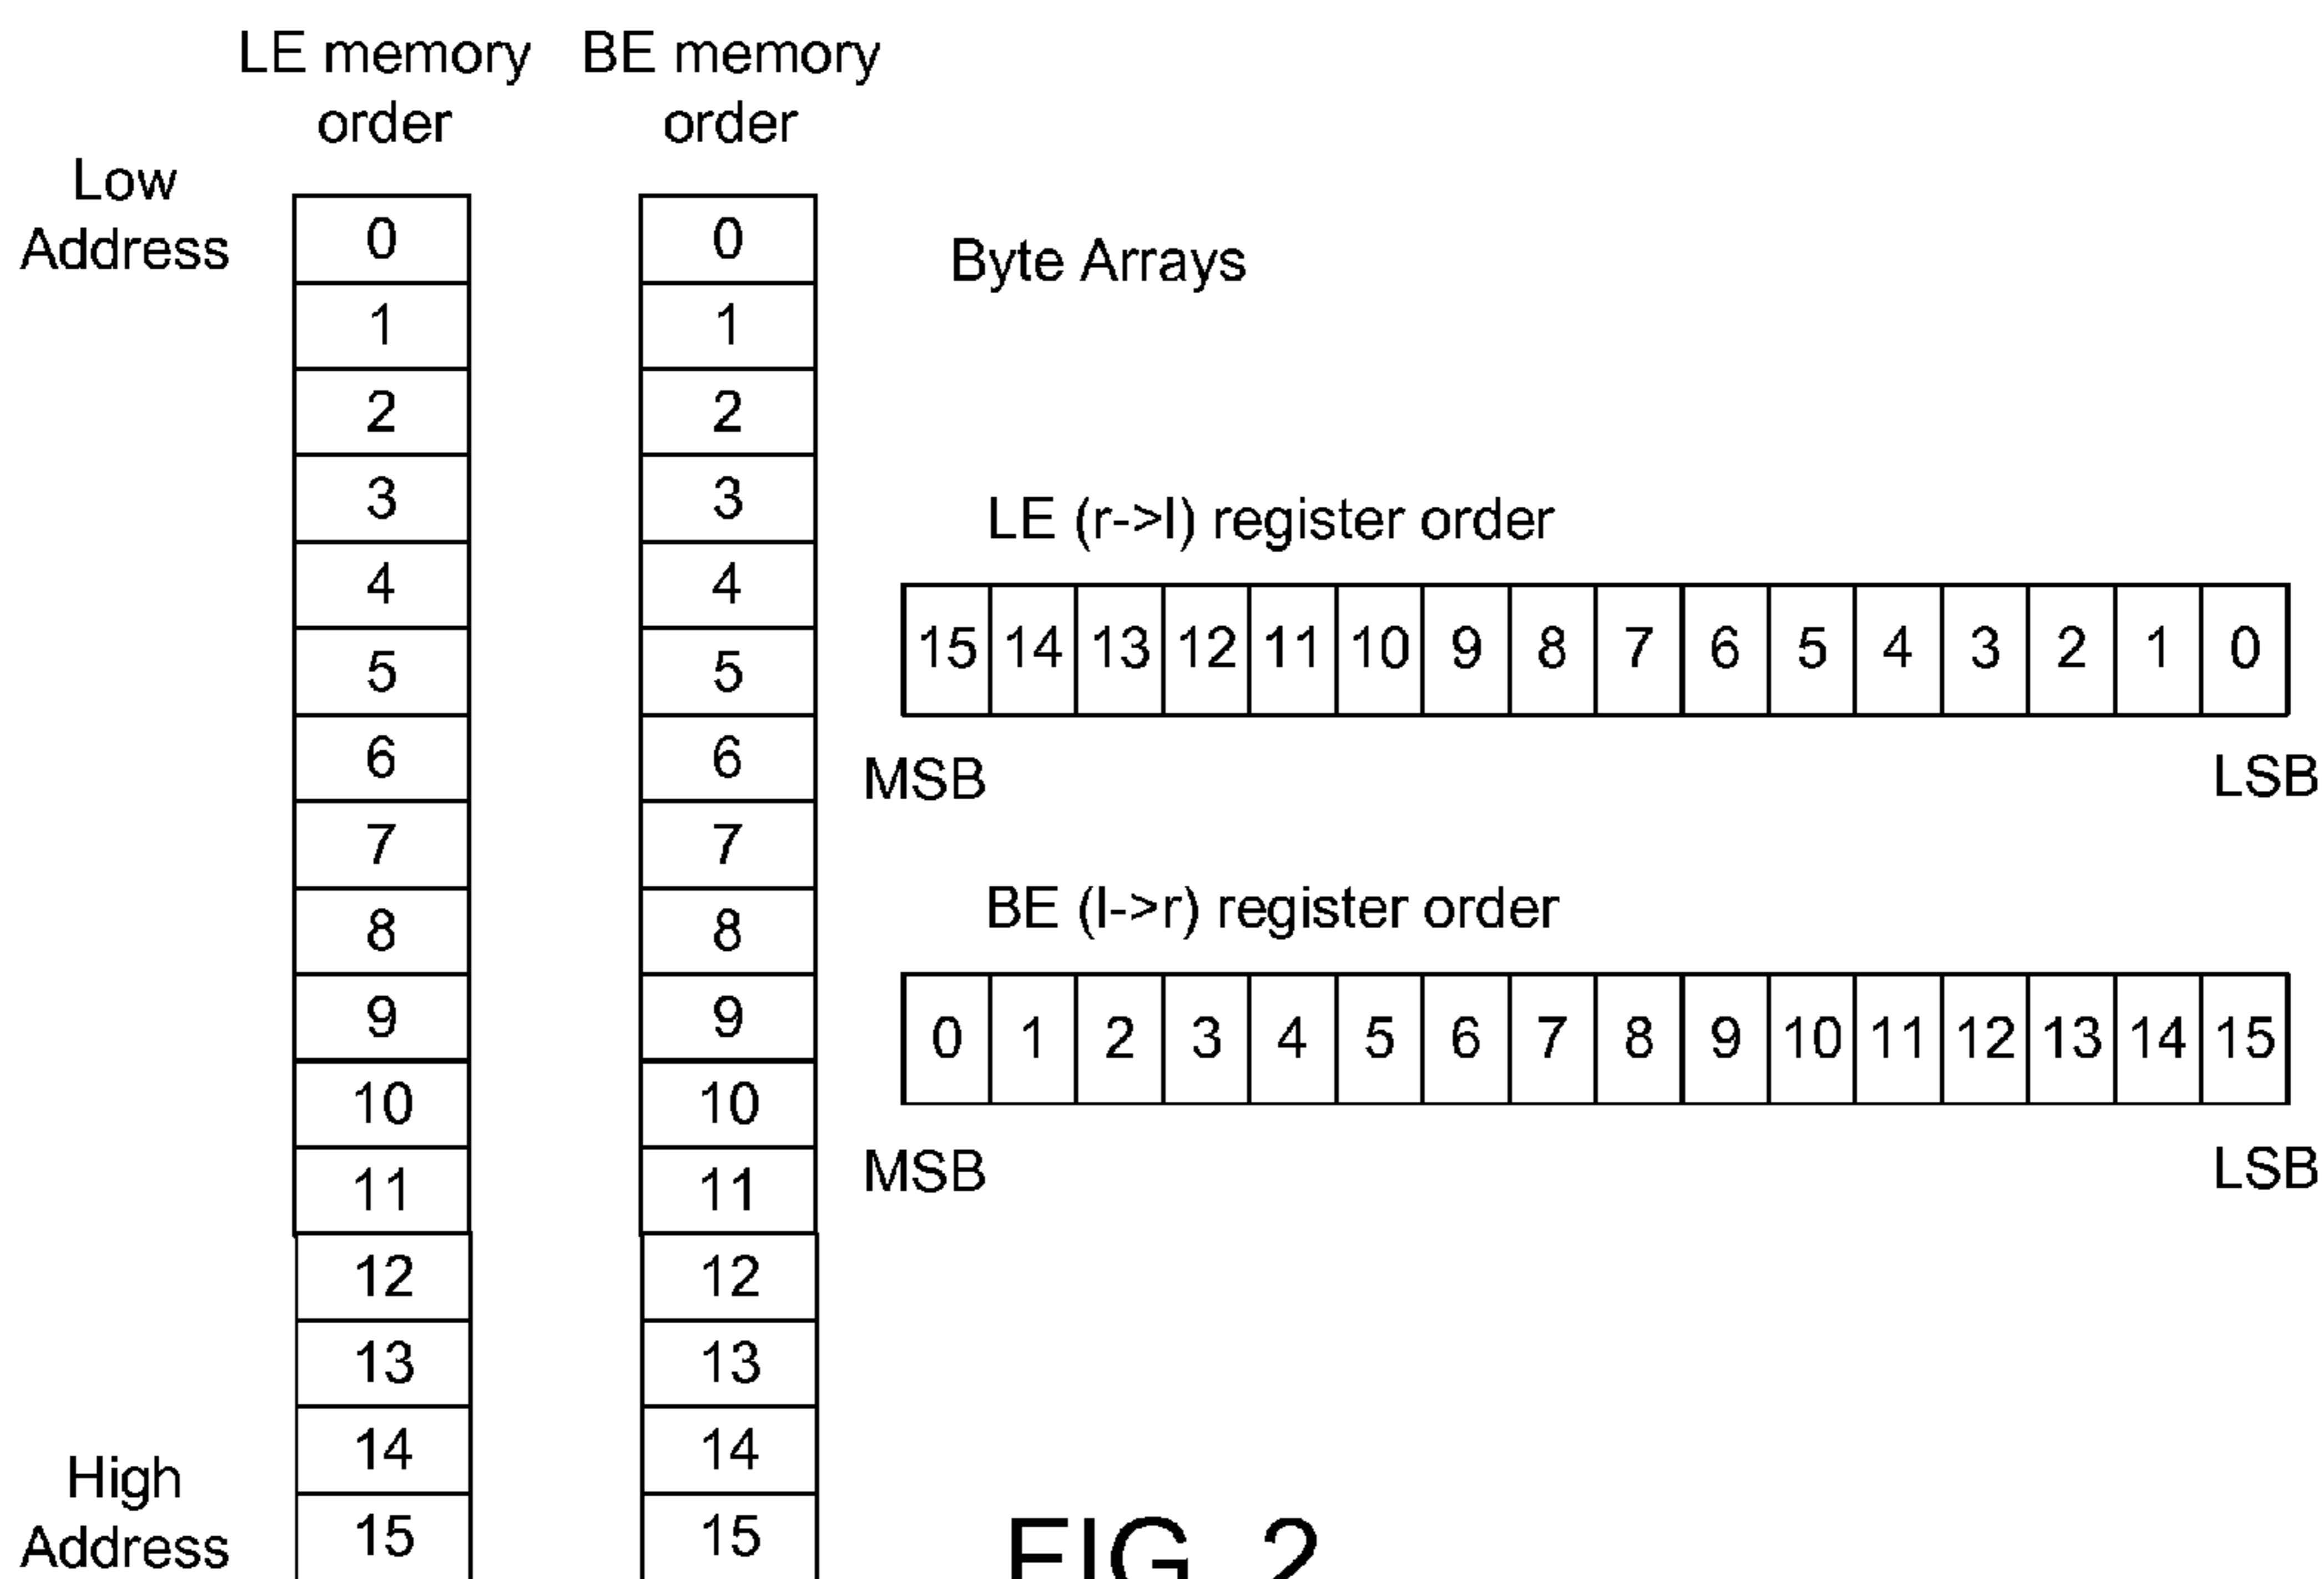 LE memory order
BE memory order
Low Address
High Address
0
1
2
3
4
5
6
7
8
9
10
11
12
13
14
15
0
1
2
3
4
5
6
7
8
9
10
11
12
13
14
15
Byte Arrays
LE (r->l) register order
15 14 13 12 11 10 9 8 7 6 5 4 3 2 1 0
MSB LSB
BE (l->r) register order
0 1 2 3 4 5 6 7 8 9 10 11 12 13 14 15
MSB LSB
FIG. 2